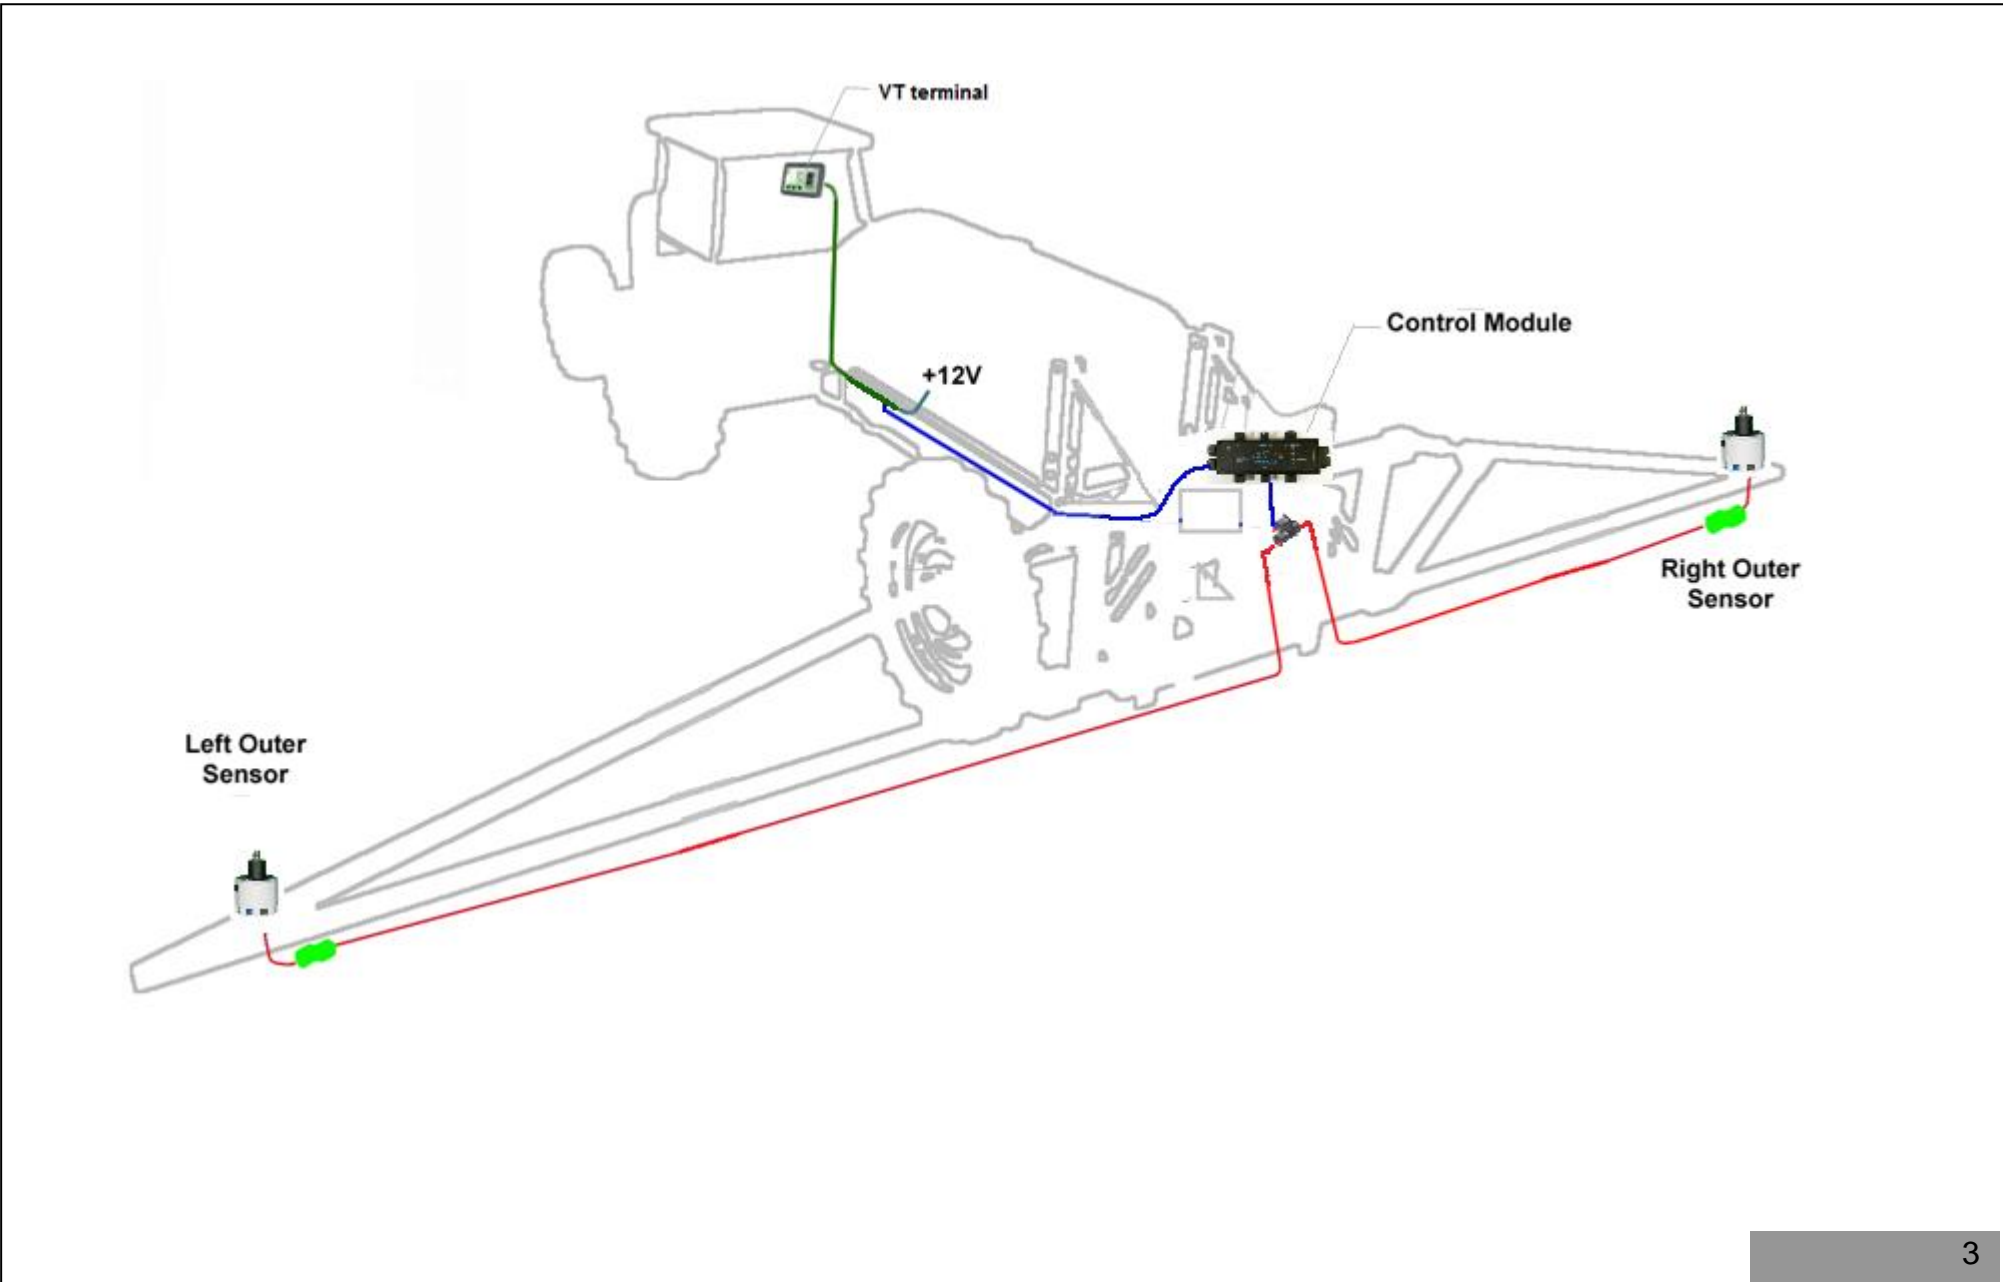 VT terminal
Control Module
+12V
Right Outer
Sensor
Left Outer
Sensor
3